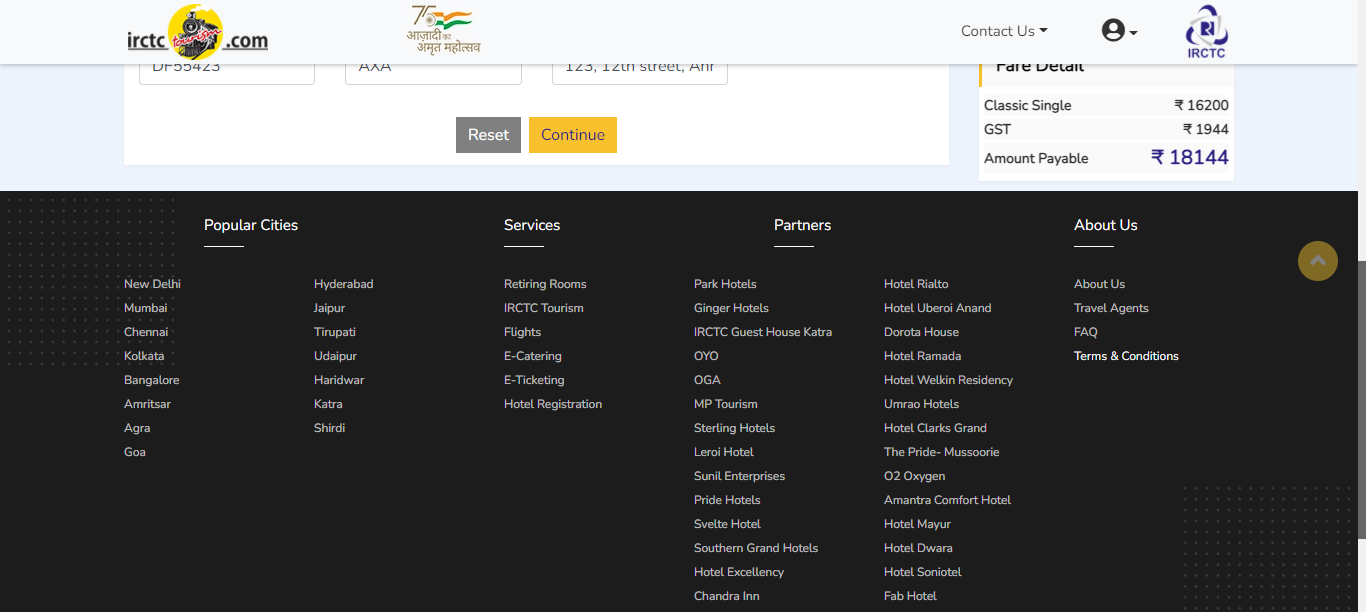 irctc tourism .com
75
आज़ादी का
अमृत महोत्सव
Contact Us
IRCTC
DF55423
AXA
123, 12th street, Anr
Fare Detail
Classic Single ₹ 16200
GST ₹ 1944
Amount Payable ₹ 18144
Reset
Continue
Popular Cities
New Delhi
Mumbai
Chennai
Kolkata
Bangalore
Amritsar
Agra
Goa
Hyderabad
Jaipur
Tirupati
Udaipur
Haridwar
Katra
Shirdi
Services
Retiring Rooms
IRCTC Tourism
Flights
E-Catering
E-Ticketing
Hotel Registration
Partners
Park Hotels
Ginger Hotels
IRCTC Guest House Katra
OYO
OGA
MP Tourism
Sterling Hotels
Leroi Hotel
Sunil Enterprises
Pride Hotels
Svelte Hotel
Southern Grand Hotels
Hotel Excellency
Chandra Inn
Hotel Rialto
Hotel Uberoi Anand
Dorota House
Hotel Ramada
Hotel Welkin Residency
Umrao Hotels
Hotel Clarks Grand
The Pride- Mussoorie
O2 Oxygen
Amantra Comfort Hotel
Hotel Mayur
Hotel Dwara
Hotel Soniotel
Fab Hotel
About Us
About Us
Travel Agents
FAQ
Terms & Conditions